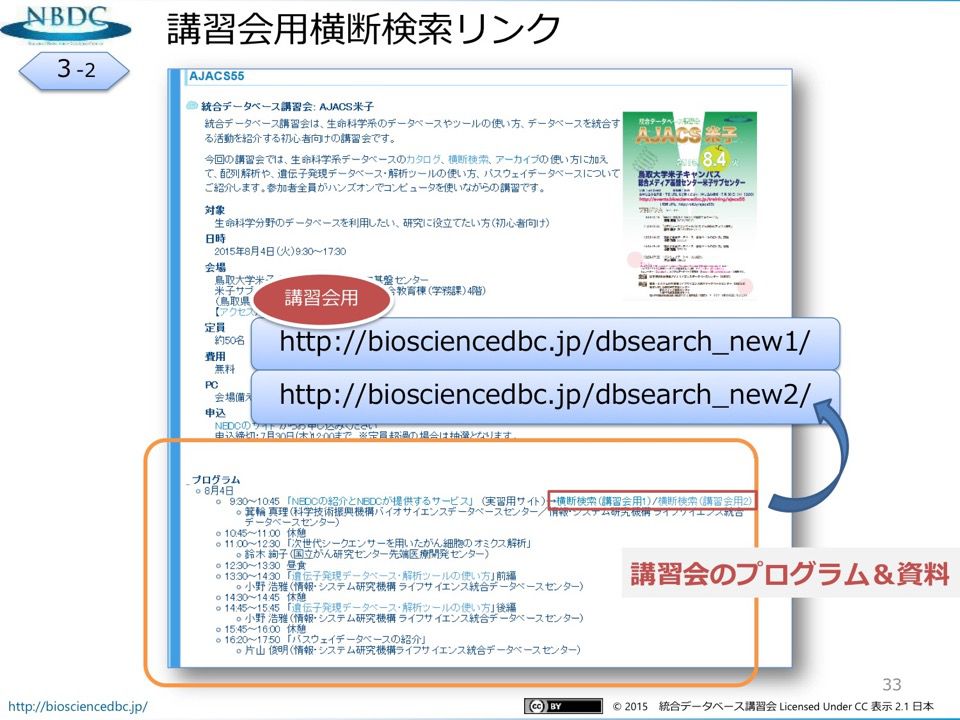 NBDC
講習会用横断検索リンク
3-2
AJACS55
統合データベース講習会: AJACS米子
統合データベース講習会は、生命科学系のデータベースやツールの使い方、データベースを統合す
る活動を紹介する初心者向けの講習会です。
今回の講習会では、生命科学系データベースのカタログ、横断検索、アーカイブの使い方に加え
て、配列解析や、遺伝子発現データベース・解析ツールの使い方、パスウェイデータベースについて
ご紹介します。参加者全員がハンズオンでコンピュータを使いながらの講習です。
統合データベース講習会
AJACS 米子
8.4 火
鳥取大学米子キャンパス
総合メディア基盤センター米子サブセンター
対象
生命科学分野のデータベースを利用したい、研究に役立てたい方(初心者向け)
日時
2015年8月4日(火)9:30～17:30
会場
鳥取大学米子
基盤センター
米子サブ
教育棟(学務課)4階)
(鳥取県
【アクセス
講習会用
定員
約50名
http://biosciencedbc.jp/dbsearch_new1/
費用
無料
PC
会場備え
http://biosciencedbc.jp/dbsearch_new2/
申込
NBDCのサイトからお申し込みください
申込締切:7月30日(木)12:00まで ※定員超過の場合は抽選となります。
プログラム
8月4日
9:30～10:45 「NBDCの紹介とNBDCが提供するサービス」 (実習用サイト)→横断検索(講習会用1)/横断検索(講習会用2)
箕輪 真理(科学技術振興機構バイオサイエンスデータベースセンター／情報・システム研究機構 ライフサイエンス統合
データベースセンター)
10:45～11:00 休憩
11:00～12:30 「次世代シークエンサーを用いたがん細胞のオミクス解析」
鈴木 絢子(国立がん研究センター先端医療開発センター)
12:30～13:30 昼食
13:30～14:30 「遺伝子発現データベース・解析ツールの使い方」前編
小野 浩雅(情報・システム研究機構 ライフサイエンス統合データベースセンター)
14:30～14:45 休憩
14:45～15:45 「遺伝子発現データベース・解析ツールの使い方」後編
小野 浩雅(情報・システム研究機構 ライフサイエンス統合データベースセンター)
15:45～16:00 休憩
16:20～17:50 「パスウェイデータベースの紹介」
片山 俊明(情報・システム研究機構ライフサイエンス統合データベースセンター)
講習会のプログラム＆資料
33
http://biosciencedbc.jp/
CC BY
© 2015 統合データベース講習会 Licensed Under CC 表示 2.1 日本